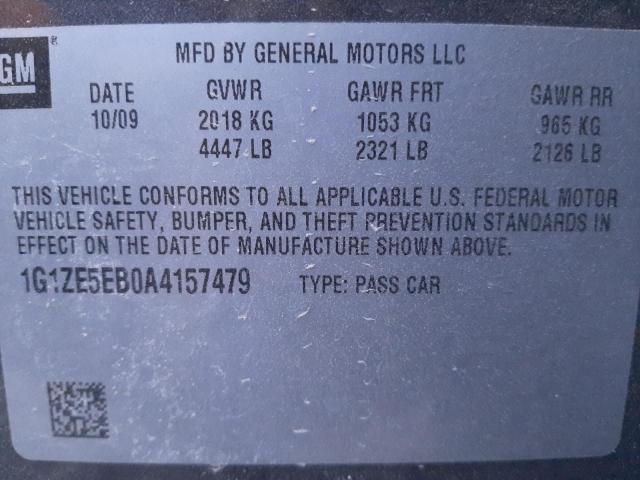 GM ®
MFD BY GENERAL MOTORS LLC
DATE GVWR GAWR FRT GAWR RR
10/09 2018 KG 1053 KG 965 KG
4447 LB 2321 LB 2126 LB
THIS VEHICLE CONFORMS TO ALL APPLICABLE U.S. FEDERAL MOTOR
VEHICLE SAFETY, BUMPER, AND THEFT PREVENTION STANDARDS IN
EFFECT ON THE DATE OF MANUFACTURE SHOWN ABOVE.
1G1ZE5EB0A4157479 TYPE: PASS CAR